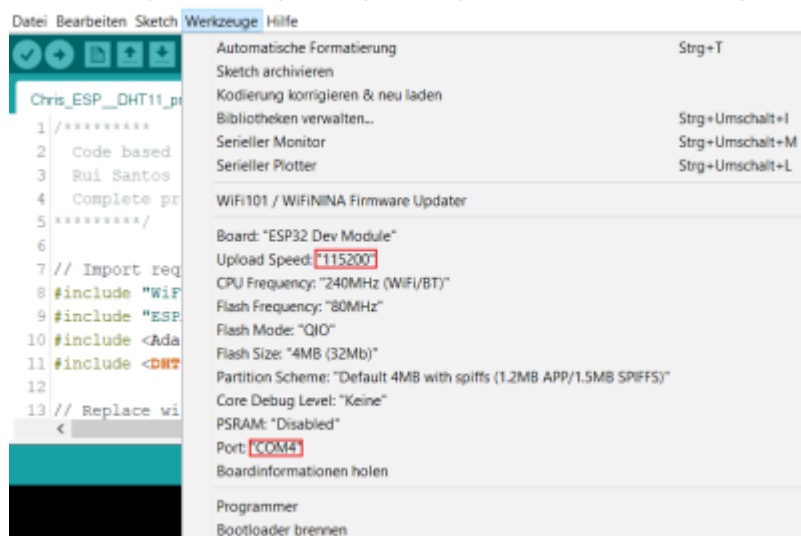 Datei Bearbeiten Sketch Werkzeuge Hilfe
Chris_ESP__DHT11_pr
1 /*********
2 Code based
3 Rui Santos
4 Complete pr
5 *********/
6
7 // Import req
8 #include "WiF
9 #include "ESP
10 #include <Ada
11 #include <DHT
12
13 // Replace wi
Automatische Formatierung Strg+T
Sketch archivieren
Kodierung korrigieren & neu laden
Bibliotheken verwalten... Strg+Umschalt+I
Serieller Monitor Strg+Umschalt+M
Serieller Plotter Strg+Umschalt+L
WiFi101 / WiFiNINA Firmware Updater
Board: "ESP32 Dev Module"
Upload Speed: "115200"
CPU Frequency: "240MHz (WiFi/BT)"
Flash Frequency: "80MHz"
Flash Mode: "QIO"
Flash Size: "4MB (32Mb)"
Partition Scheme: "Default 4MB with spiffs (1.2MB APP/1.5MB SPIFFS)"
Core Debug Level: "Keine"
PSRAM: "Disabled"
Port: "COM4"
Boardinformationen holen
Programmer
Bootloader brennen